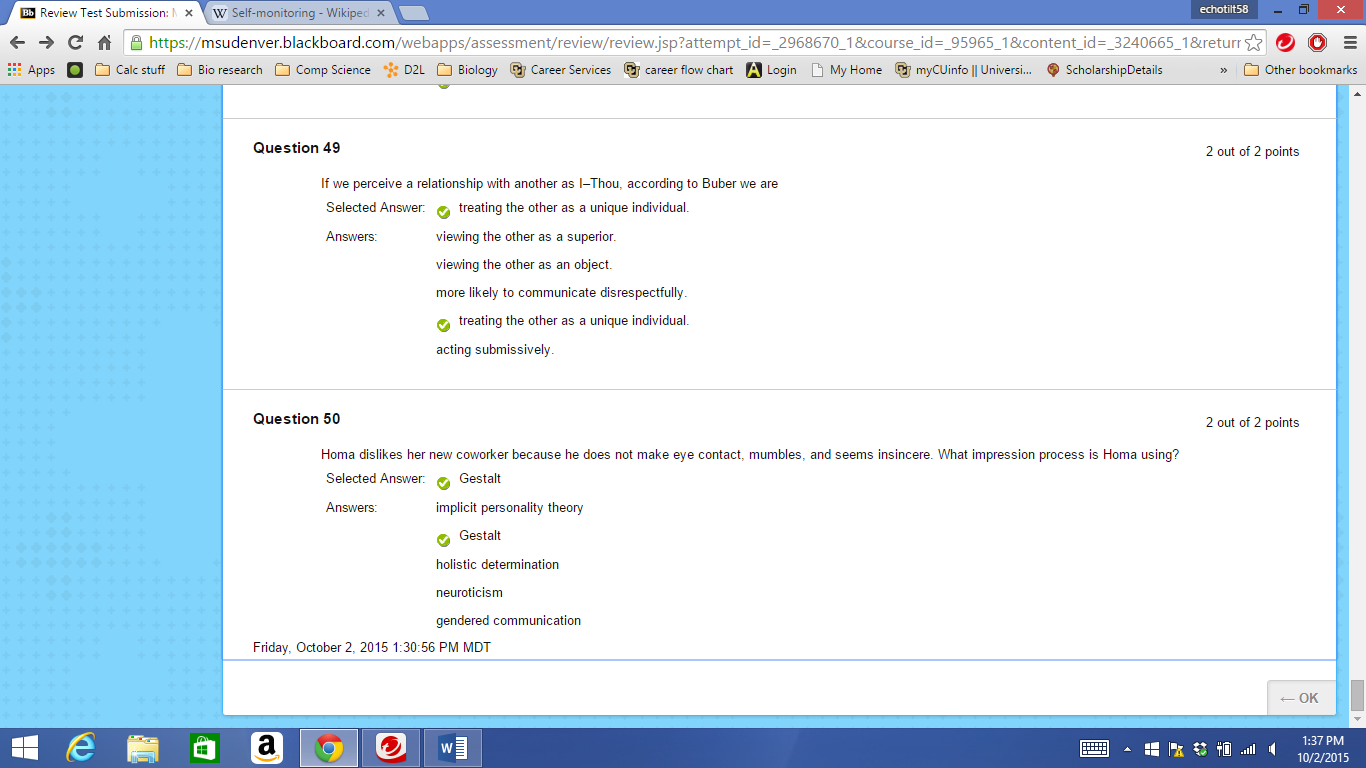 Review Test Submission: M
Self-monitoring - Wikiped
echotilt58
https://msudenver.blackboard.com/webapps/assessment/review/review.jsp?attempt_id=_2968670_1&course_id=_95965_1&content_id=_3240665_1&return
Apps Calc stuff Bio research Comp Science D2L Biology Career Services career flow chart Login My Home myCUinfo || Universi... ScholarshipDetails » Other bookmarks
Question 49
2 out of 2 points
If we perceive a relationship with another as I–Thou, according to Buber we are
Selected Answer: treating the other as a unique individual.
Answers: viewing the other as a superior.
viewing the other as an object.
more likely to communicate disrespectfully.
treating the other as a unique individual.
acting submissively.
Question 50
2 out of 2 points
Homa dislikes her new coworker because he does not make eye contact, mumbles, and seems insincere. What impression process is Homa using?
Selected Answer: Gestalt
Answers: implicit personality theory
Gestalt
holistic determination
neuroticism
gendered communication
Friday, October 2, 2015 1:30:56 PM MDT
← OK
1:37 PM
10/2/2015